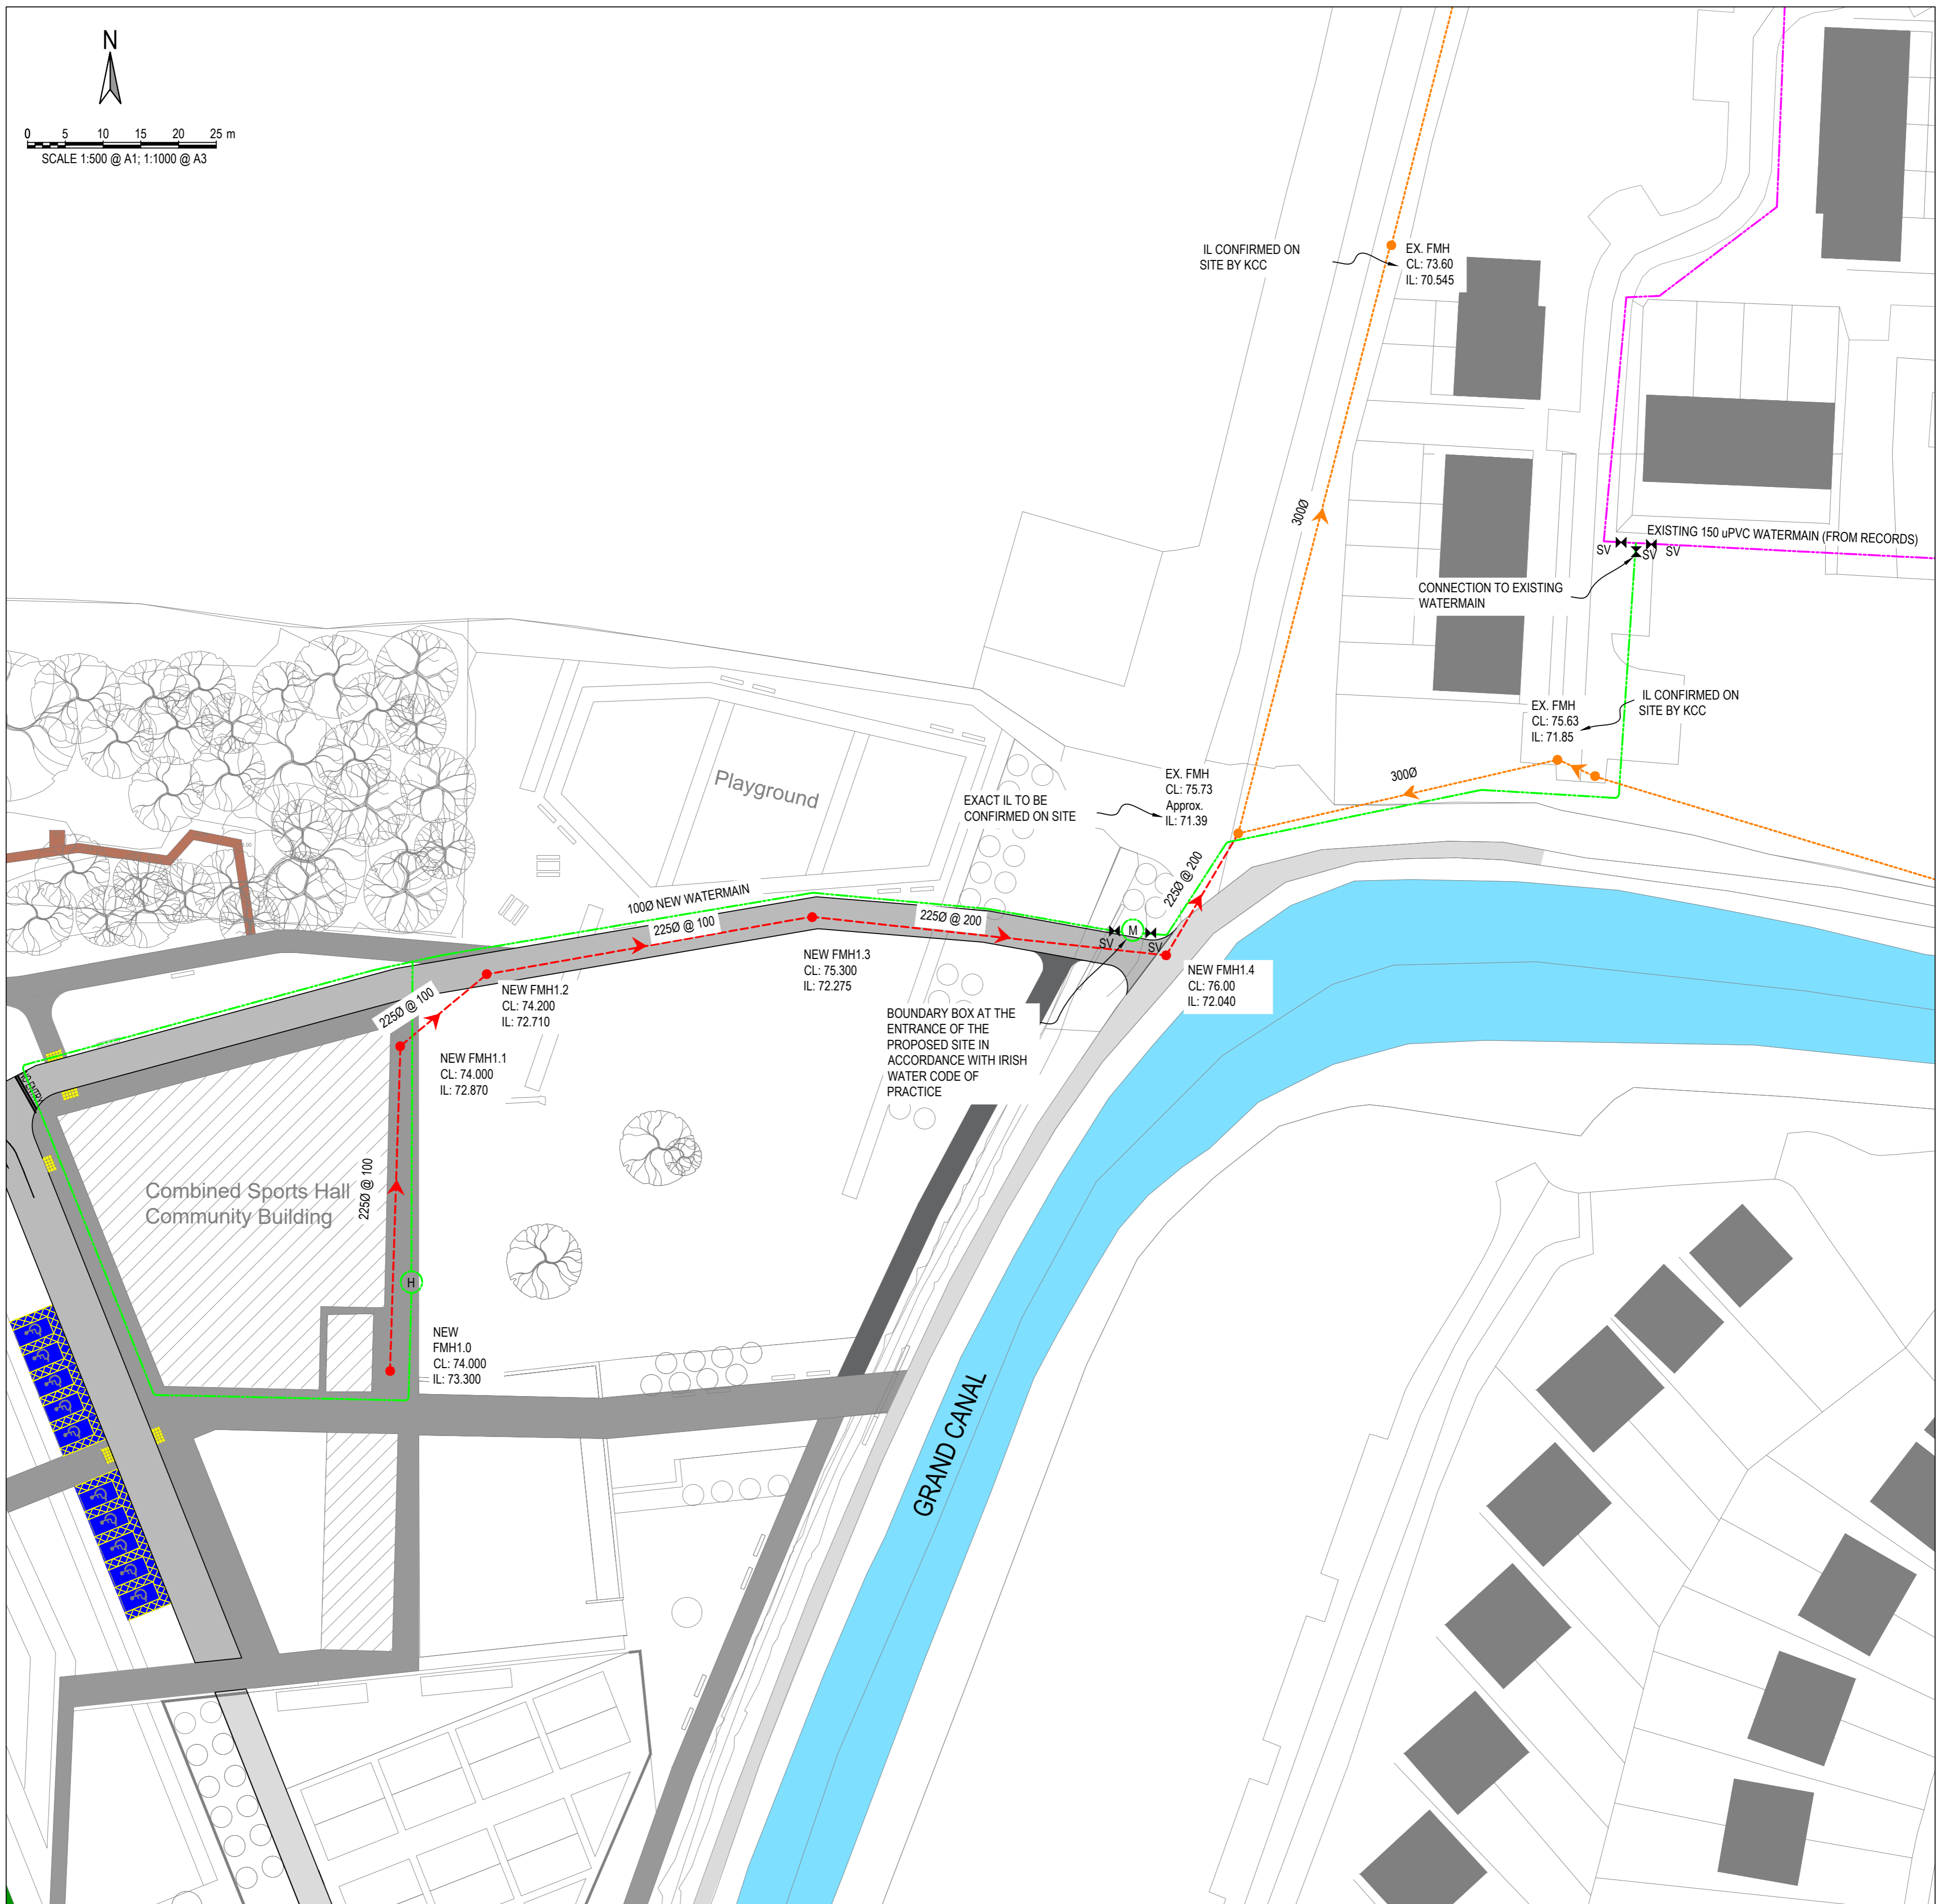 N
0 5 10 15 20 25 m
SCALE 1:500 @ A1; 1:1000 @ A3
IL CONFIRMED ON
SITE BY KCC
EX. FMH
CL: 73.60
IL: 70.545
300Ø
EXISTING 150 uPVC WATERMAIN (FROM RECORDS)
SV
SV
SV
CONNECTION TO EXISTING
WATERMAIN
IL CONFIRMED ON
SITE BY KCC
EX. FMH
CL: 75.63
IL: 71.85
300Ø
EX. FMH
CL: 75.73
Approx.
IL: 71.39
EXACT IL TO BE
CONFIRMED ON SITE
Playground
225Ø @ 200
100Ø NEW WATERMAIN
225Ø @ 100
225Ø @ 200
M
SV
SV
NEW FMH1.3
CL: 75.300
IL: 72.275
NEW FMH1.4
CL: 76.00
IL: 72.040
NEW FMH1.2
CL: 74.200
IL: 72.710
225Ø @ 100
BOUNDARY BOX AT THE
ENTRANCE OF THE
PROPOSED SITE IN
ACCORDANCE WITH IRISH
WATER CODE OF
PRACTICE
NEW FMH1.1
CL: 74.000
IL: 72.870
NO ENTRY
225Ø @ 100
Combined Sports Hall
Community Building
H
NEW
FMH1.0
CL: 74.000
IL: 73.300
GRAND CANAL